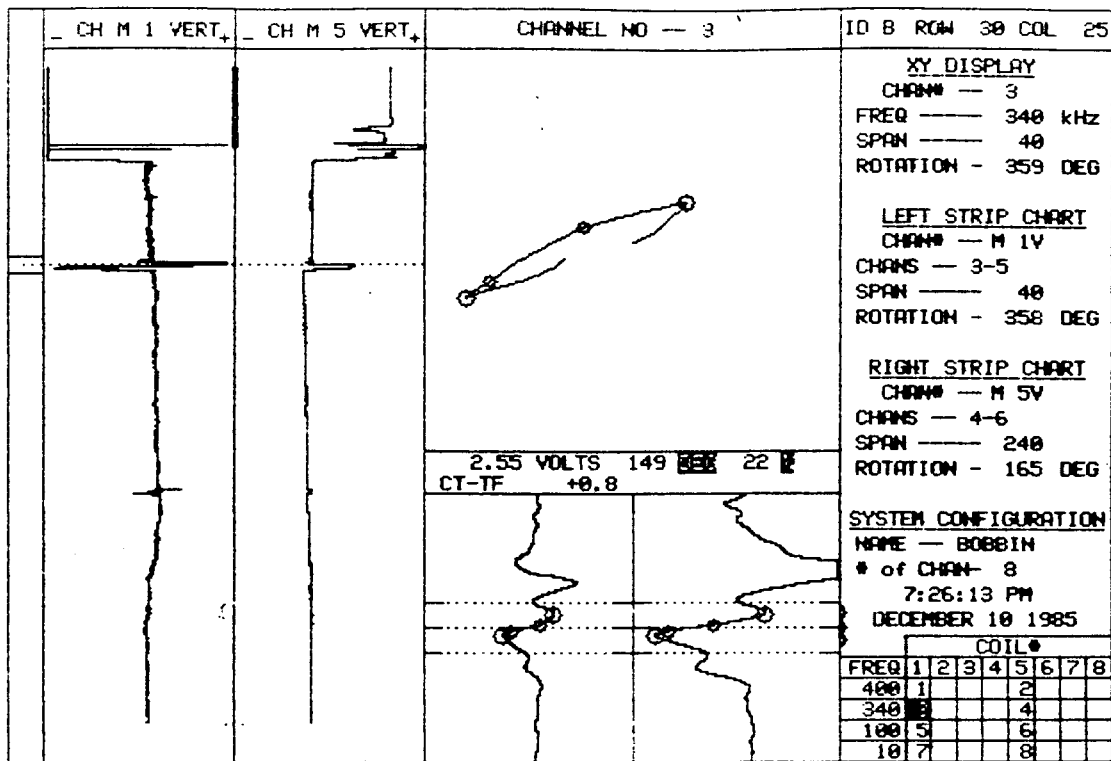 _ CH M 1 VERT+
_ CH M 5 VERT+
CHANNEL NO -- 3
ID B ROW 30 COL 25
XY DISPLAY
CHAN# -- 3
FREQ ----- 340 kHz
SPAN ----- 40
ROTATION - 359 DEG
LEFT STRIP CHART
CHAN# -- M 1V
CHANS -- 3-5
SPAN ----- 40
ROTATION - 358 DEG
RIGHT STRIP CHART
CHAN# -- M 5V
CHANS -- 4-6
SPAN ----- 240
ROTATION - 165 DEG
2.55 VOLTS 149 22
CT-TF +0.8
SYSTEM CONFIGURATION
NAME -- BOBBIN
# of CHAN- 8
7:26:13 PM
DECEMBER 10 1985
COIL#
FREQ 1 2 3 4 5 6 7 8
400 1 2
340 4
100 5 6
10 7 8